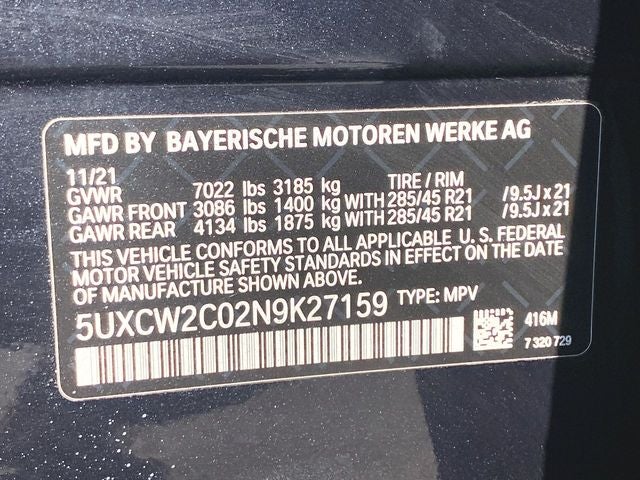 MFD BY BAYERISCHE MOTOREN WERKE AG
11/21
GVWR 7022 lbs 3185 kg TIRE / RIM
GAWR FRONT 3086 lbs 1400 kg WITH 285/45 R21 /9.5J x 21
GAWR REAR 4134 lbs 1875 kg WITH 285/45 R21 /9.5J x 21
THIS VEHICLE CONFORMS TO ALL APPLICABLE U. S. FEDERAL
MOTOR VEHICLE SAFETY STANDARDS IN EFFECT ON THE DATE
OF MANUFACTURE SHOWN ABOVE.
5UXCW2C02N9K27159 TYPE: MPV
416M
7 320 729